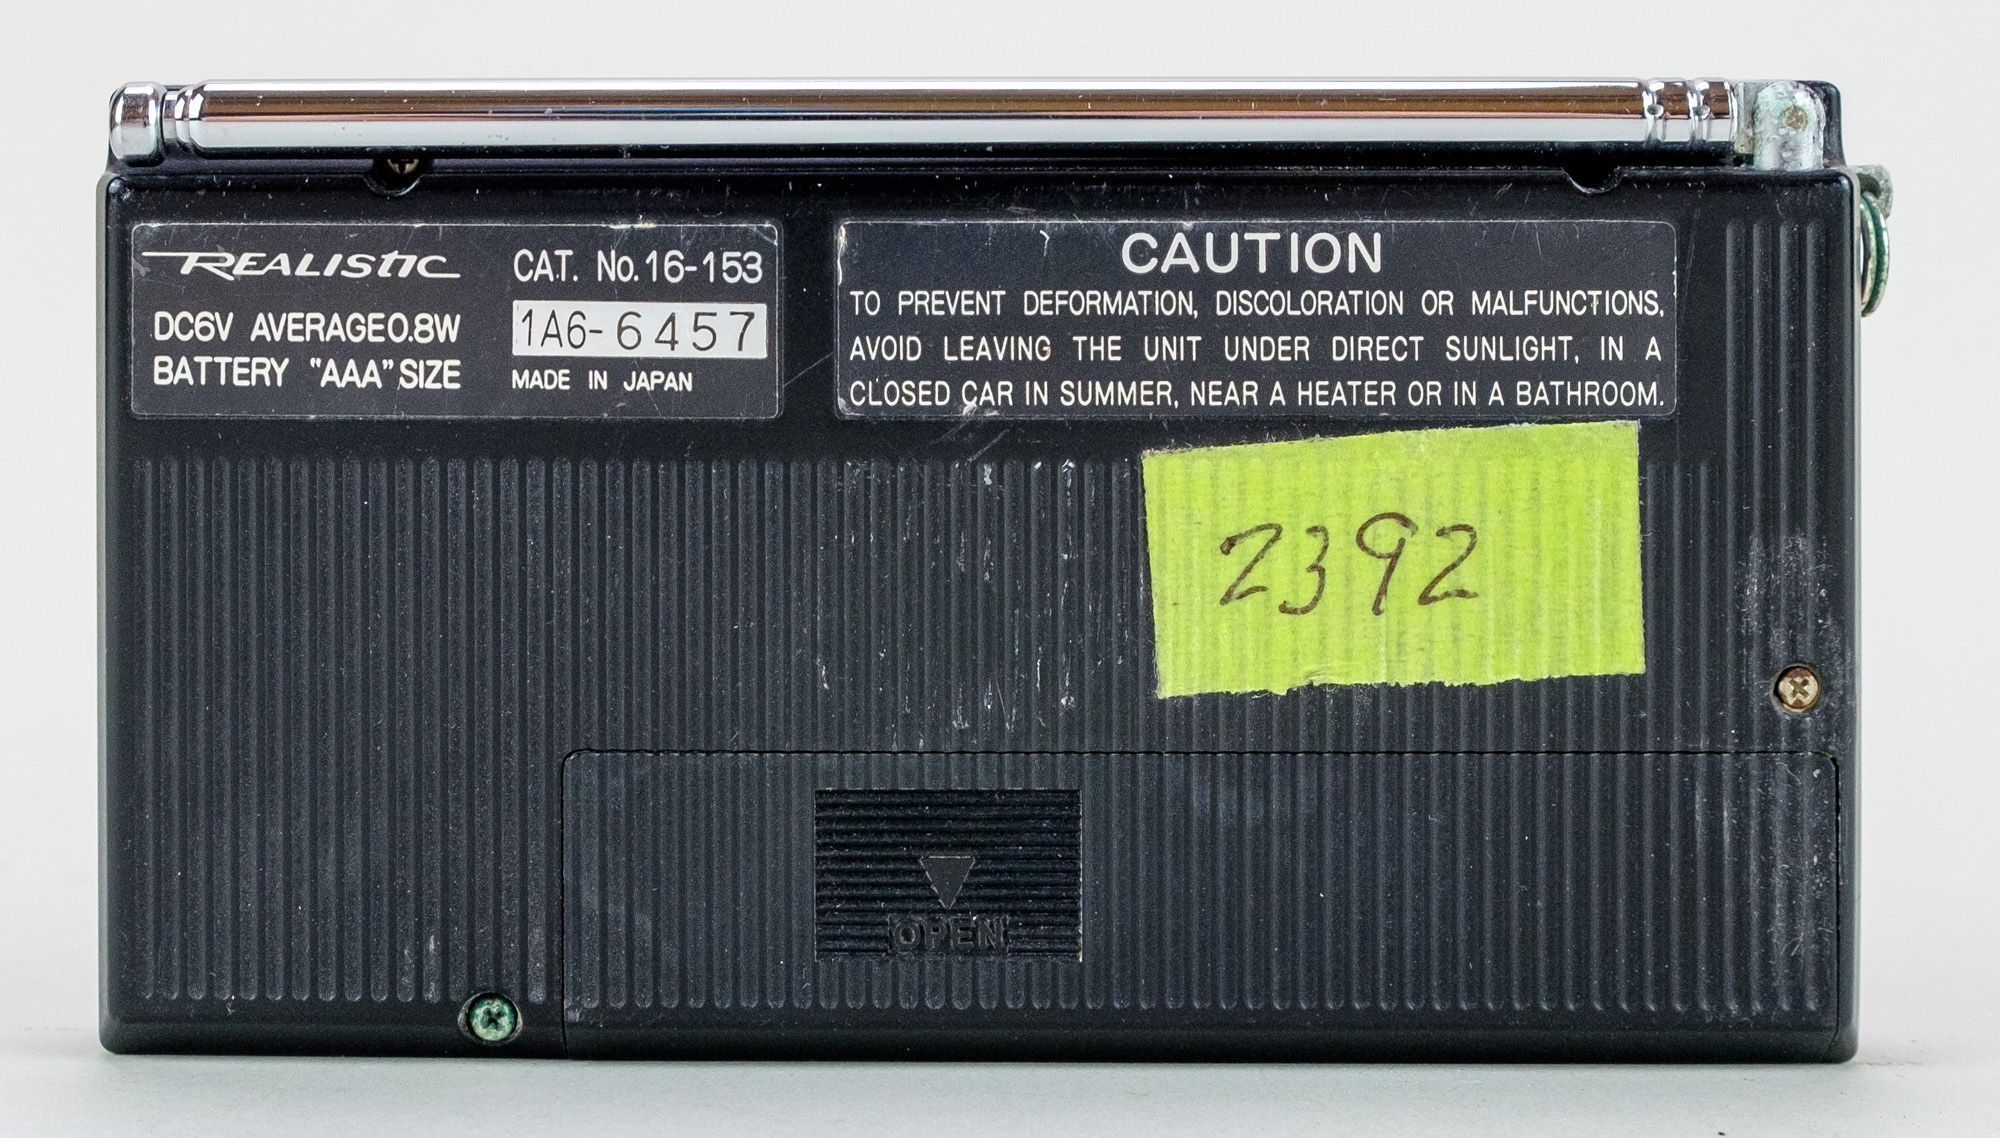 REALISTIC CAT. No. 16-153
DC6V AVERAGE0.8W 1A6-6457
BATTERY "AAA" SIZE MADE IN JAPAN
CAUTION
TO PREVENT DEFORMATION, DISCOLORATION OR MALFUNCTIONS,
AVOID LEAVING THE UNIT UNDER DIRECT SUNLIGHT, IN A
CLOSED CAR IN SUMMER, NEAR A HEATER OR IN A BATHROOM.
2392
OPEN